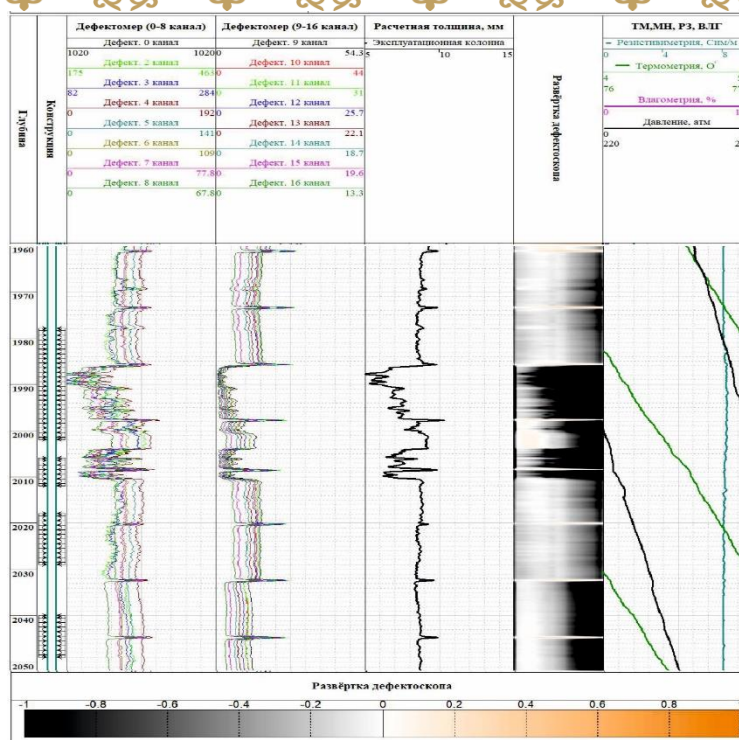 Глубина
Конструкция
Дефектомер (0-8 канал)
Дефект. 0 канал
1020 1020
Дефект. 2 канал
175 463
Дефект. 3 канал
82 284
Дефект. 4 канал
0 192
Дефект. 5 канал
0 141
Дефект. 6 канал
0 109
Дефект. 7 канал
0 77.8
Дефект. 8 канал
0 67.8
Дефектомер (9-16 канал)
Дефект. 9 канал
0 54.3
Дефект. 10 канал
0 44
Дефект. 11 канал
0 31
Дефект. 12 канал
0 25.7
Дефект. 13 канал
0 22.1
Дефект. 14 канал
0 18.7
Дефект. 15 канал
0 19.6
Дефект. 16 канал
0 13.3
Расчетная толщина, мм
Эксплуатационная колонна
5 15
Развёртка дефектоскопа
ТМ,МН, РЗ, ВЛГ
Резистивиметрия, Сим/м
0 4 8
Термометрия, О
4
76 77
Влагометрия, %
0
Давление, атм
0
220
1960
1970
1980
1990
2000
2010
2020
2030
2040
2050
Развёртка дефектоскопа
-1 -0.8 -0.6 -0.4 -0.2 0 0.2 0.4 0.6 0.8